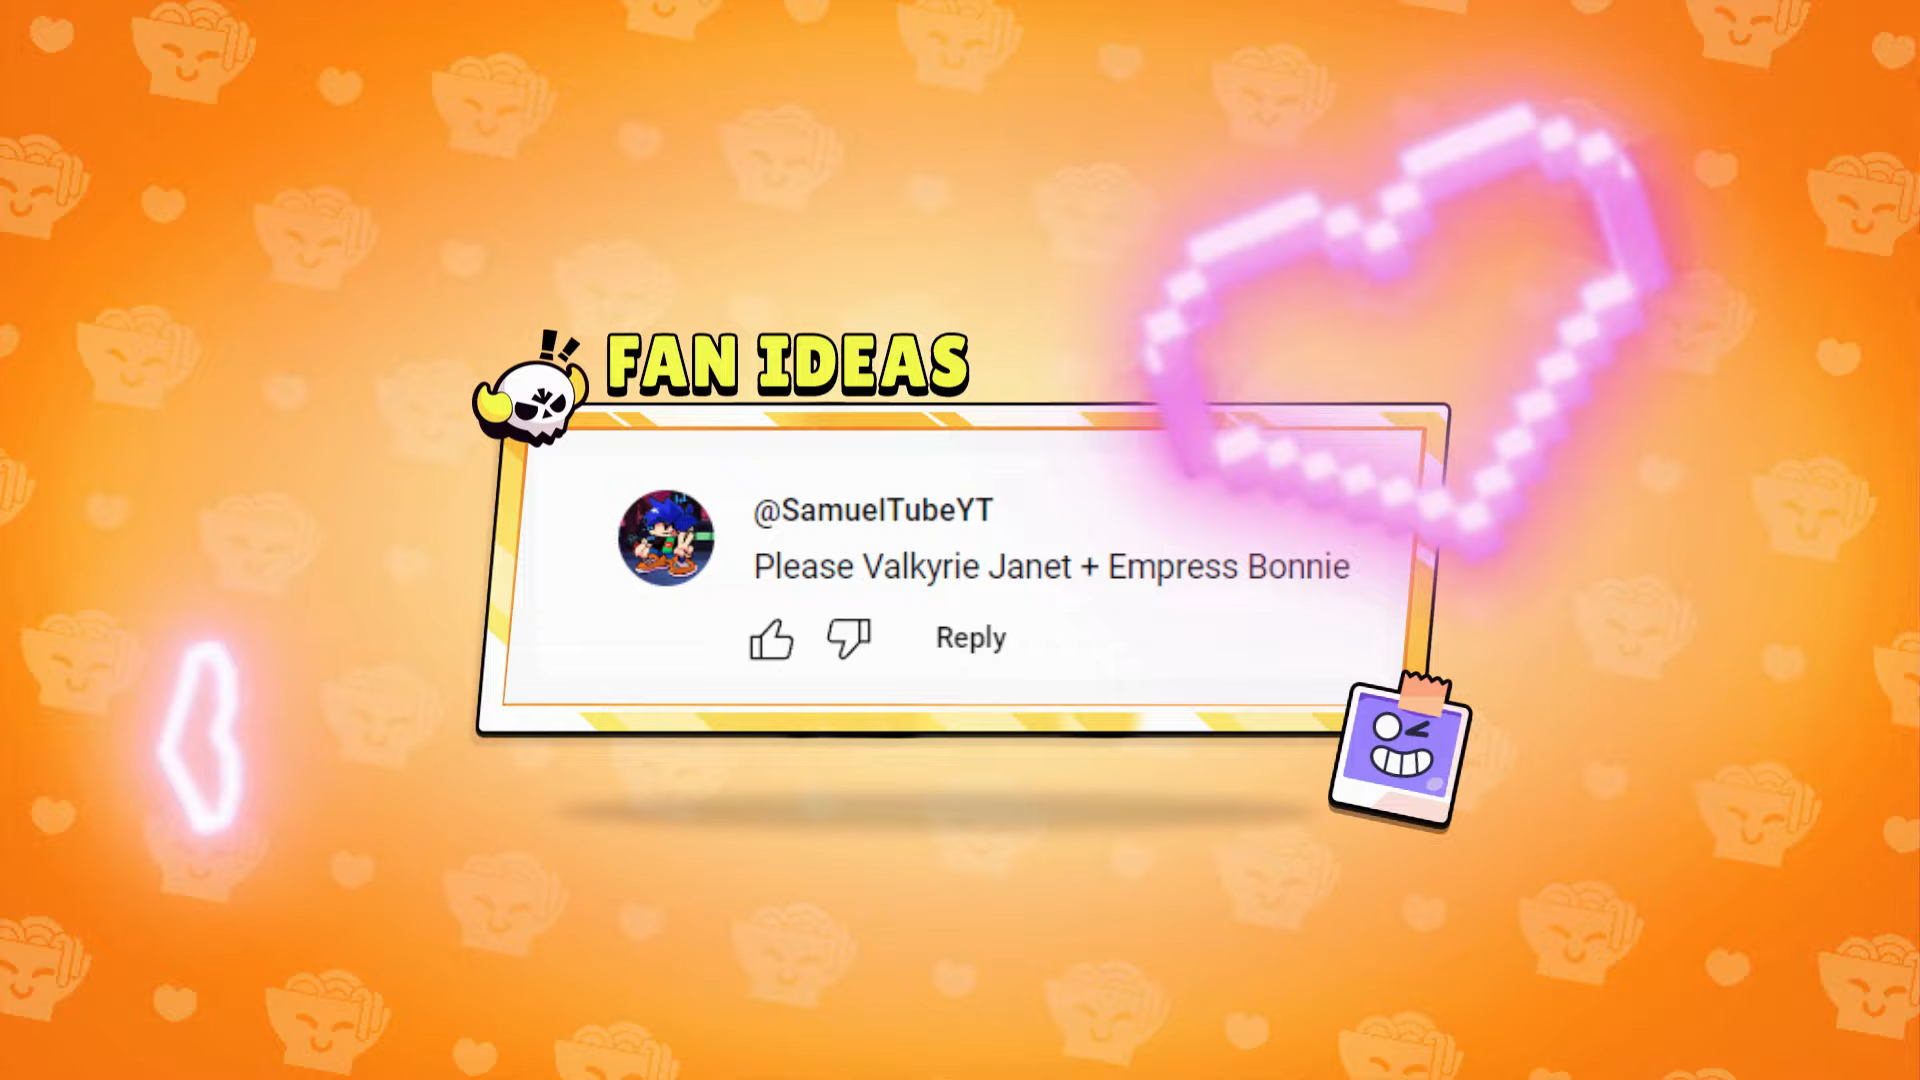 FAN IDEAS
@SamuelTubeYT
Please Valkyrie Janet + Empress Bonnie
Reply